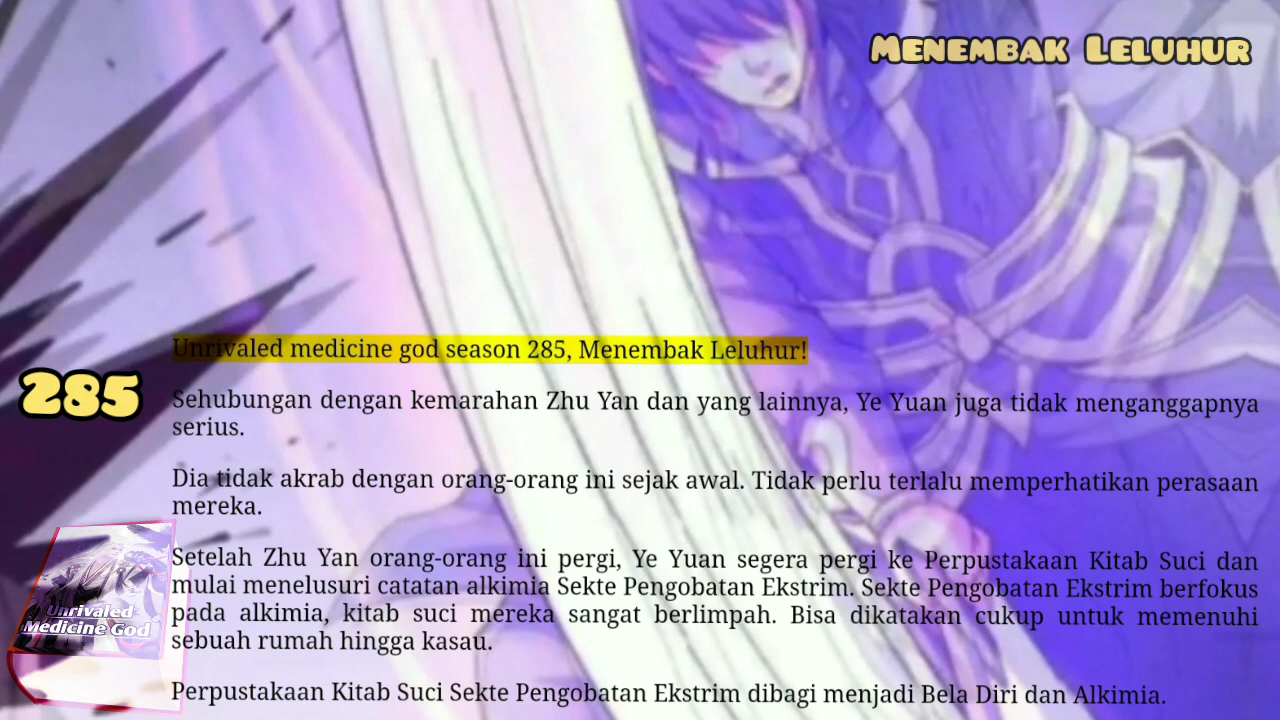 Menembak Leluhur
Unrivaled medicine god season 285, Menembak Leluhur!
285
Sehubungan dengan kemarahan Zhu Yan dan yang lainnya, Ye Yuan juga tidak menganggapnya
serius.
Dia tidak akrab dengan orang-orang ini sejak awal. Tidak perlu terlalu memperhatikan perasaan
mereka.
Setelah Zhu Yan orang-orang ini pergi, Ye Yuan segera pergi ke Perpustakaan Kitab Suci dan
mulai menelusuri catatan alkimia Sekte Pengobatan Ekstrim. Sekte Pengobatan Ekstrim berfokus
pada alkimia, kitab suci mereka sangat berlimpah. Bisa dikatakan cukup untuk memenuhi
sebuah rumah hingga kasau.
Unrivaled
Medicine God
Perpustakaan Kitab Suci Sekte Pengobatan Ekstrim dibagi menjadi Bela Diri dan Alkimia.